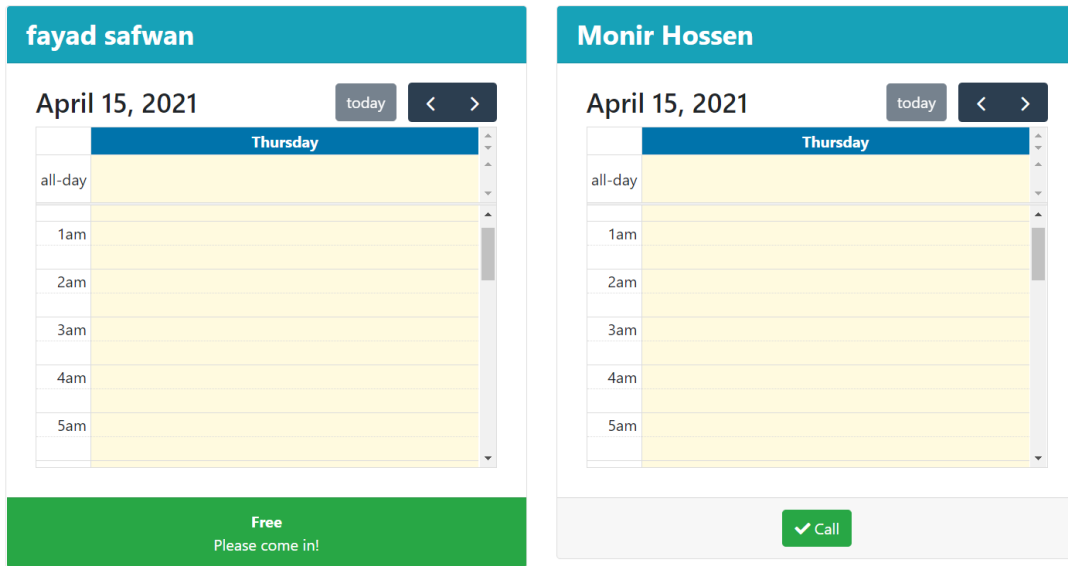 fayad safwan
April 15, 2021
today
Thursday
all-day
1am
2am
3am
4am
5am
Free
Please come in!
Monir Hossen
April 15, 2021
today
Thursday
all-day
1am
2am
3am
4am
5am
Call